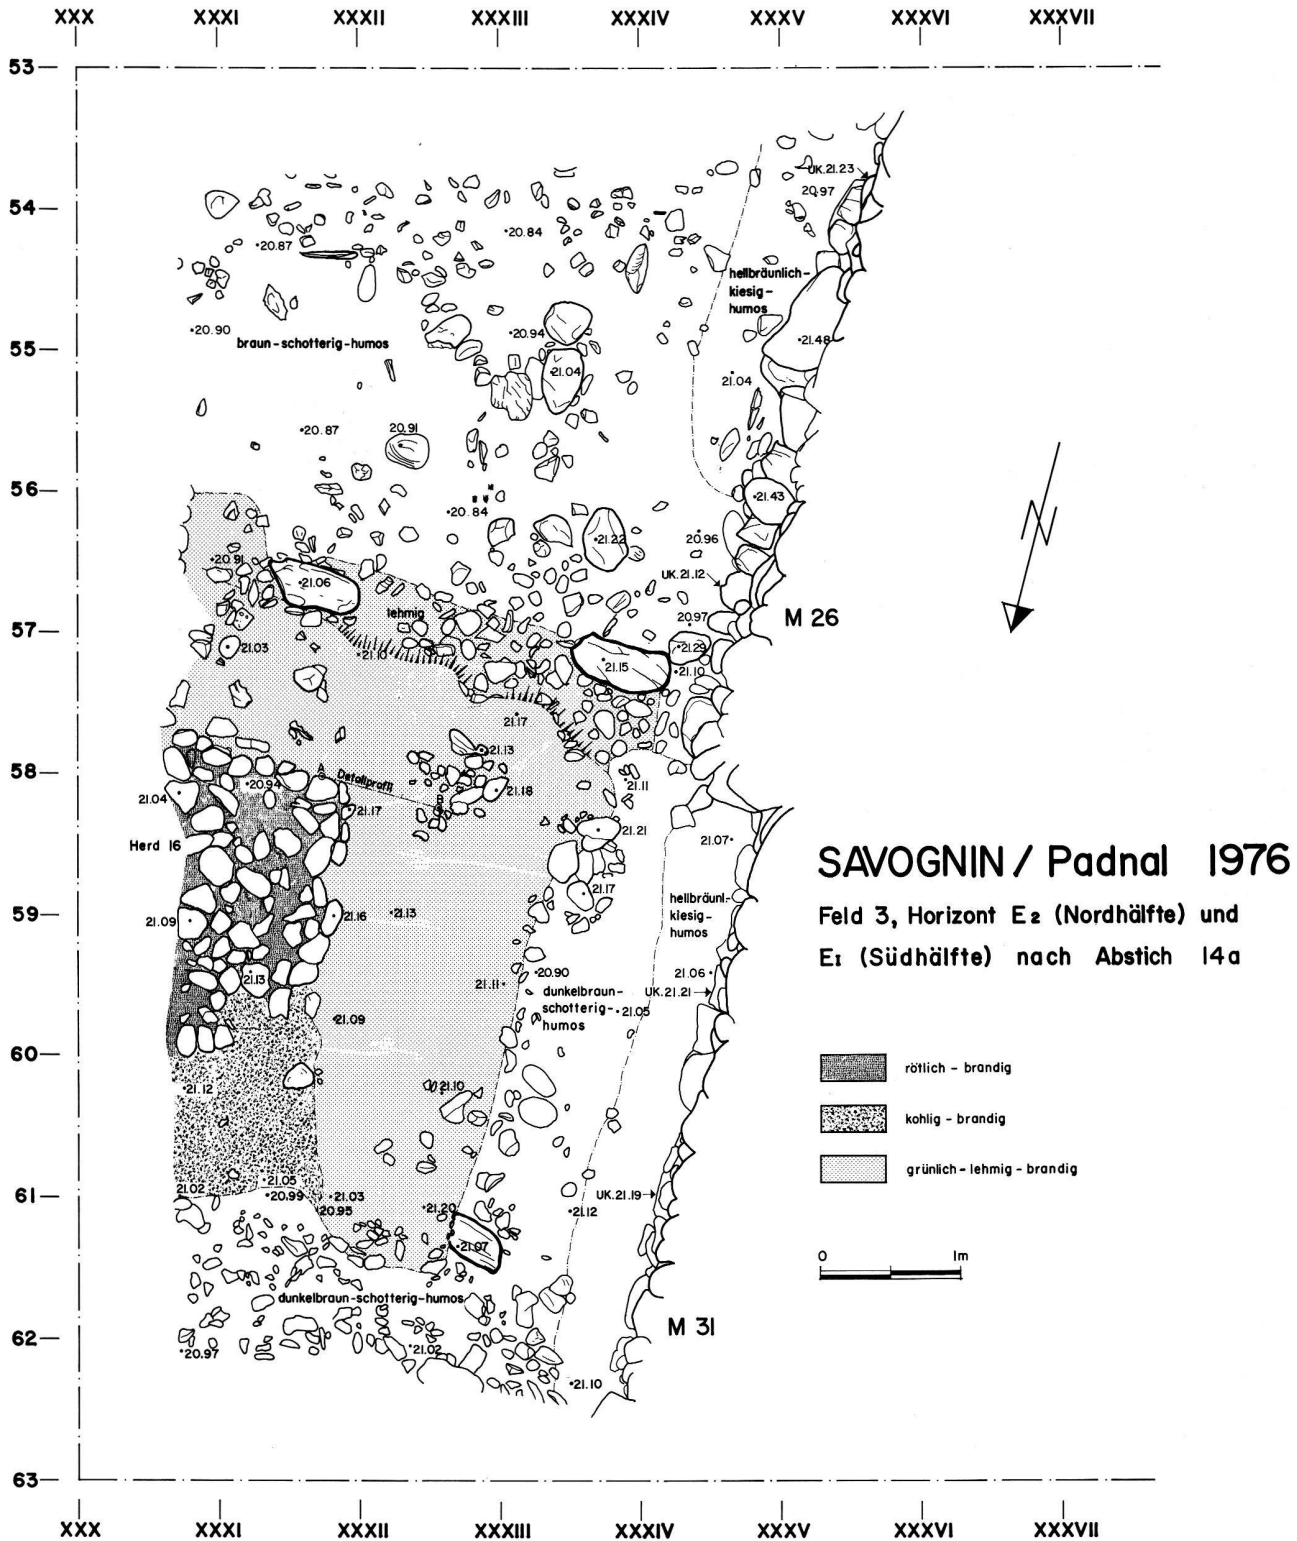 XXX XXXI XXXII XXXIII XXXIV XXXV XXXVI XXXVII
53
UK.21.23
20.97
54
20.84
20.87
hellbräunlich-
kiesig-
humos
20.90
20.94
21.48
braun-schotterig-humos
55
21.04
21.04
20.87
20.91
56
21.43
20.84
21.22
20.96
20.91
21.06
UK.21.12
lehmig
20.97
57
M 26
21.03
21.10
21.15
21.29
21.10
21.17
21.13
58
A
Detailprofil
20.94
21.18
21.11
21.04
B
21.17
21.21
21.07
Herd 16
SAVOGNIN / Padnal 1976
21.17
hellbräunl.-
kiesig-
humos
59
21.09
21.16
21.13
Feld 3, Horizont E2 (Nordhälfte) und
E1 (Südhälfte) nach Abstich 14a
21.13
20.90
21.06
21.11
dunkelbraun-
schotterig-
humos
UK.21.21
21.05
21.09
60
rötlich - brandig
21.12
21.10
kohlig - brandig
grünlich - lehmig - brandig
21.05
21.02
20.99
21.03
UK.21.19
61
20.95
21.20
21.12
21.07
0 1m
dunkelbraun-schotterig-humos
M 31
62
20.97
21.02
21.10
63
XXX XXXI XXXII XXXIII XXXIV XXXV XXXVI XXXVII